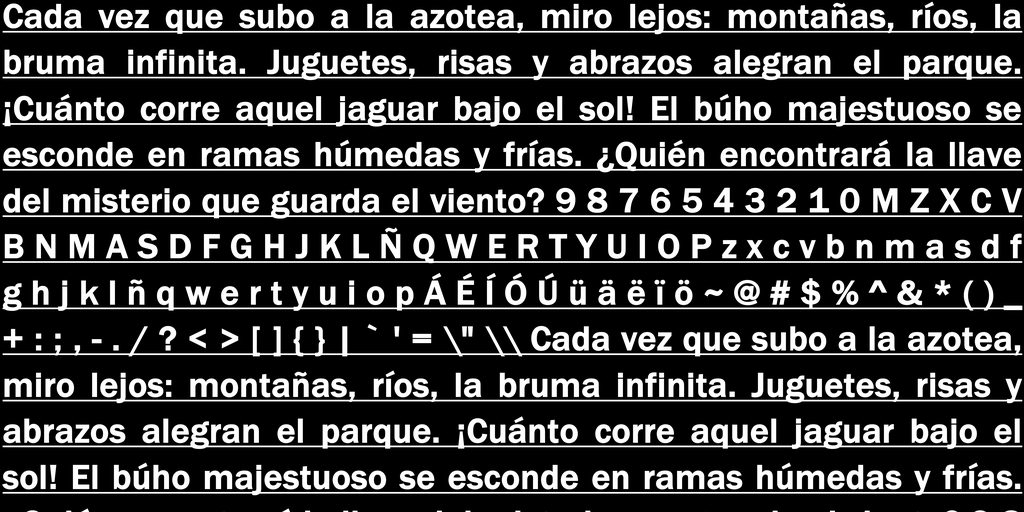 Cada vez que subo a la azotea, miro lejos: montañas, ríos, la
bruma infinita. Juguetes, risas y abrazos alegran el parque.
¡Cuánto corre aquel jaguar bajo el sol! El búho majestuoso se
esconde en ramas húmedas y frías. ¿Quién encontrará la llave
del misterio que guarda el viento? 9 8 7 6 5 4 3 2 1 0 M Z X C V
B N M A S D F G H J K L Ñ Q W E R T Y U I O P z x c v b n m a s d f
g h j k l ñ q w e r t y u i o p Á É Í Ó Ú ü ä ë ï ö ~ @ # $ % ^ & * ( ) _
+ : ; , - . / ? < > [ ] { } | ` ' = \" \\ Cada vez que subo a la azotea,
miro lejos: montañas, ríos, la bruma infinita. Juguetes, risas y
abrazos alegran el parque. ¡Cuánto corre aquel jaguar bajo el
sol! El búho majestuoso se esconde en ramas húmedas y frías.